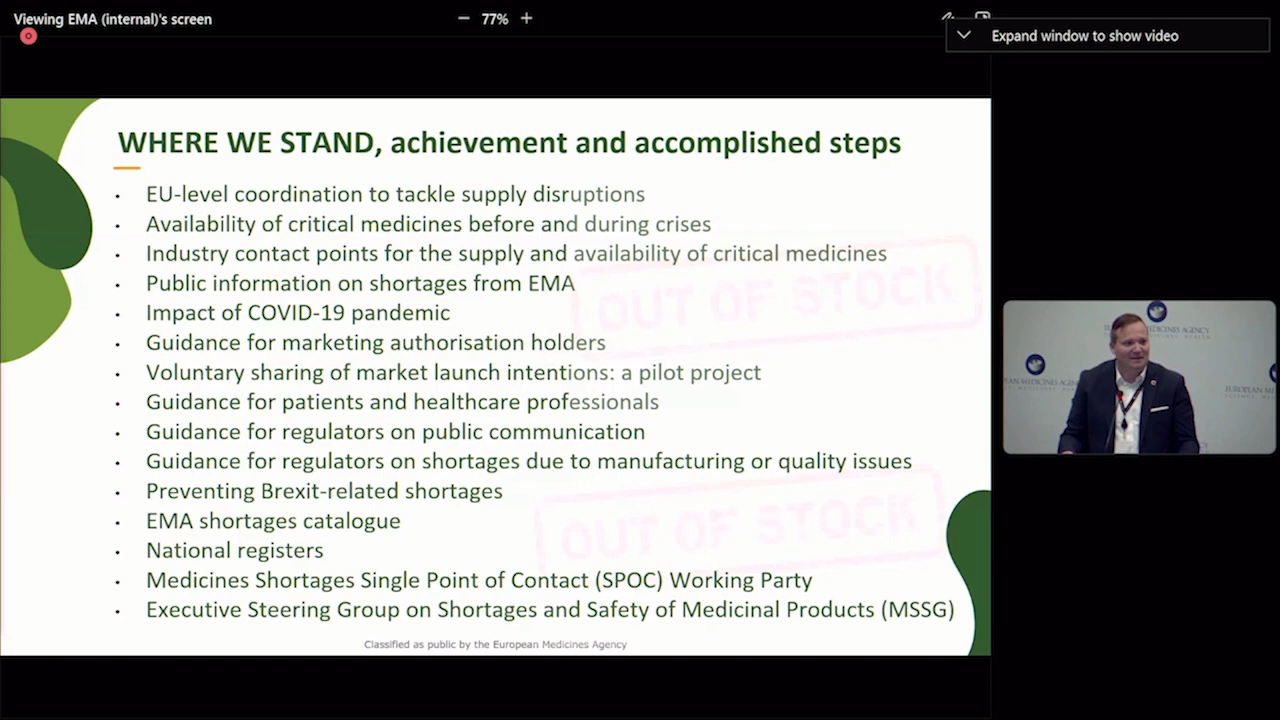 Viewing EMA (internal)'s screen
− 77% +
Expand window to show video
WHERE WE STAND, achievement and accomplished steps
• EU-level coordination to tackle supply disruptions
• Availability of critical medicines before and during crises
• Industry contact points for the supply and availability of critical medicines
• Public information on shortages from EMA
• Impact of COVID-19 pandemic
• Guidance for marketing authorisation holders
• Voluntary sharing of market launch intentions: a pilot project
• Guidance for patients and healthcare professionals
• Guidance for regulators on public communication
• Guidance for regulators on shortages due to manufacturing or quality issues
• Preventing Brexit-related shortages
• EMA shortages catalogue
• National registers
• Medicines Shortages Single Point of Contact (SPOC) Working Party
• Executive Steering Group on Shortages and Safety of Medicinal Products (MSSG)
OUT OF STOCK
OUT OF STOCK
Classified as public by the European Medicines Agency
MEDICINES AGENCY
EUROPEAN